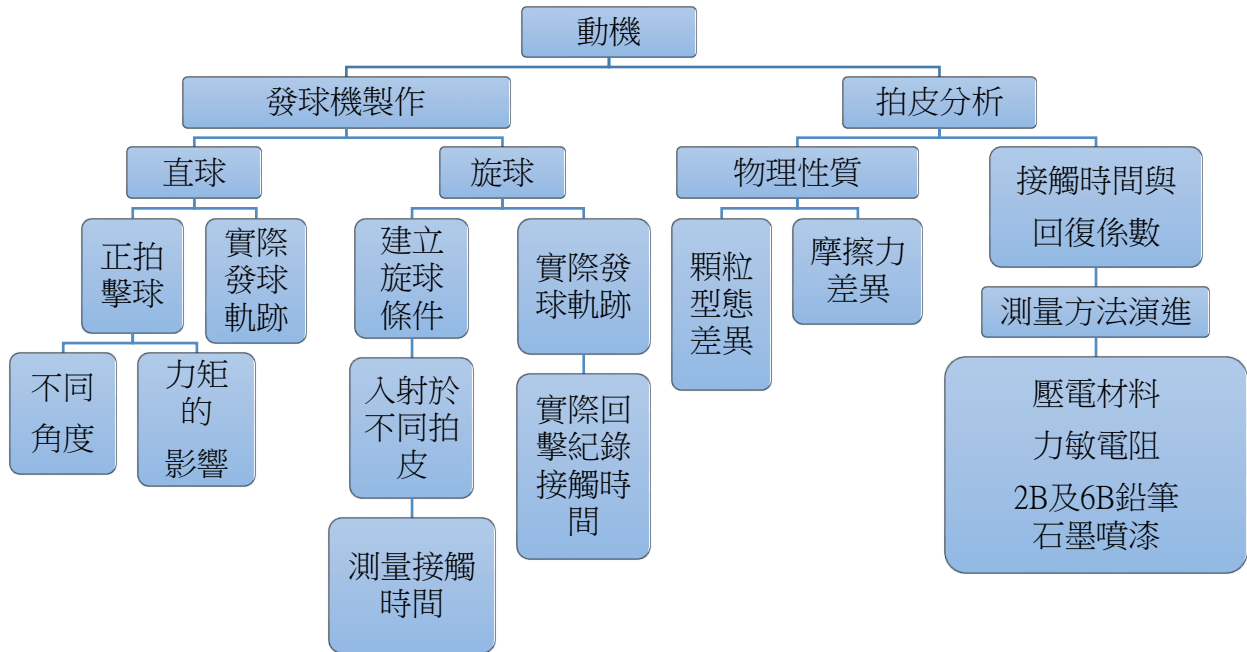 動機
發球機製作
拍皮分析
直球
旋球
物理性質
接觸時間與
回復係數
正拍
擊球
實際
發球
軌跡
建立
旋球
條件
實際發
球軌跡
顆粒
型態
差異
摩擦力
差異
測量方法演進
不同
角度
力矩
的
影響
入射於
不同拍
皮
實際回
擊紀錄
接觸時
間
壓電材料
力敏電阻
2B及6B鉛筆
石墨噴漆
測量接觸
時間